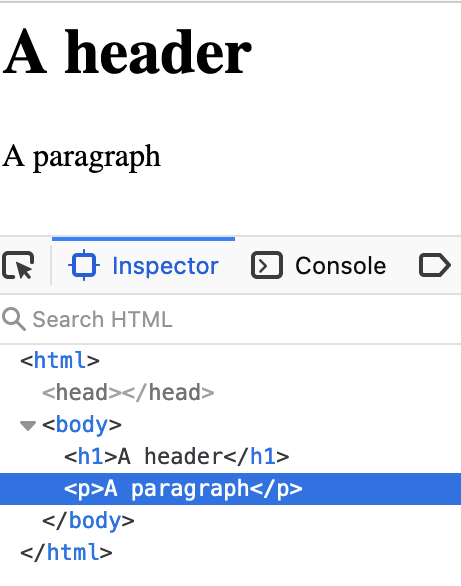 A header
A paragraph
Inspector Console
Search HTML
<html>
<head></head>
<body>
<h1>A header</h1>
<p>A paragraph</p>
</body>
</html>